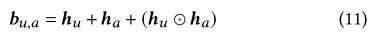 b_{u,a} = h_u + h_a + (h_u ⊙ h_a) (11)